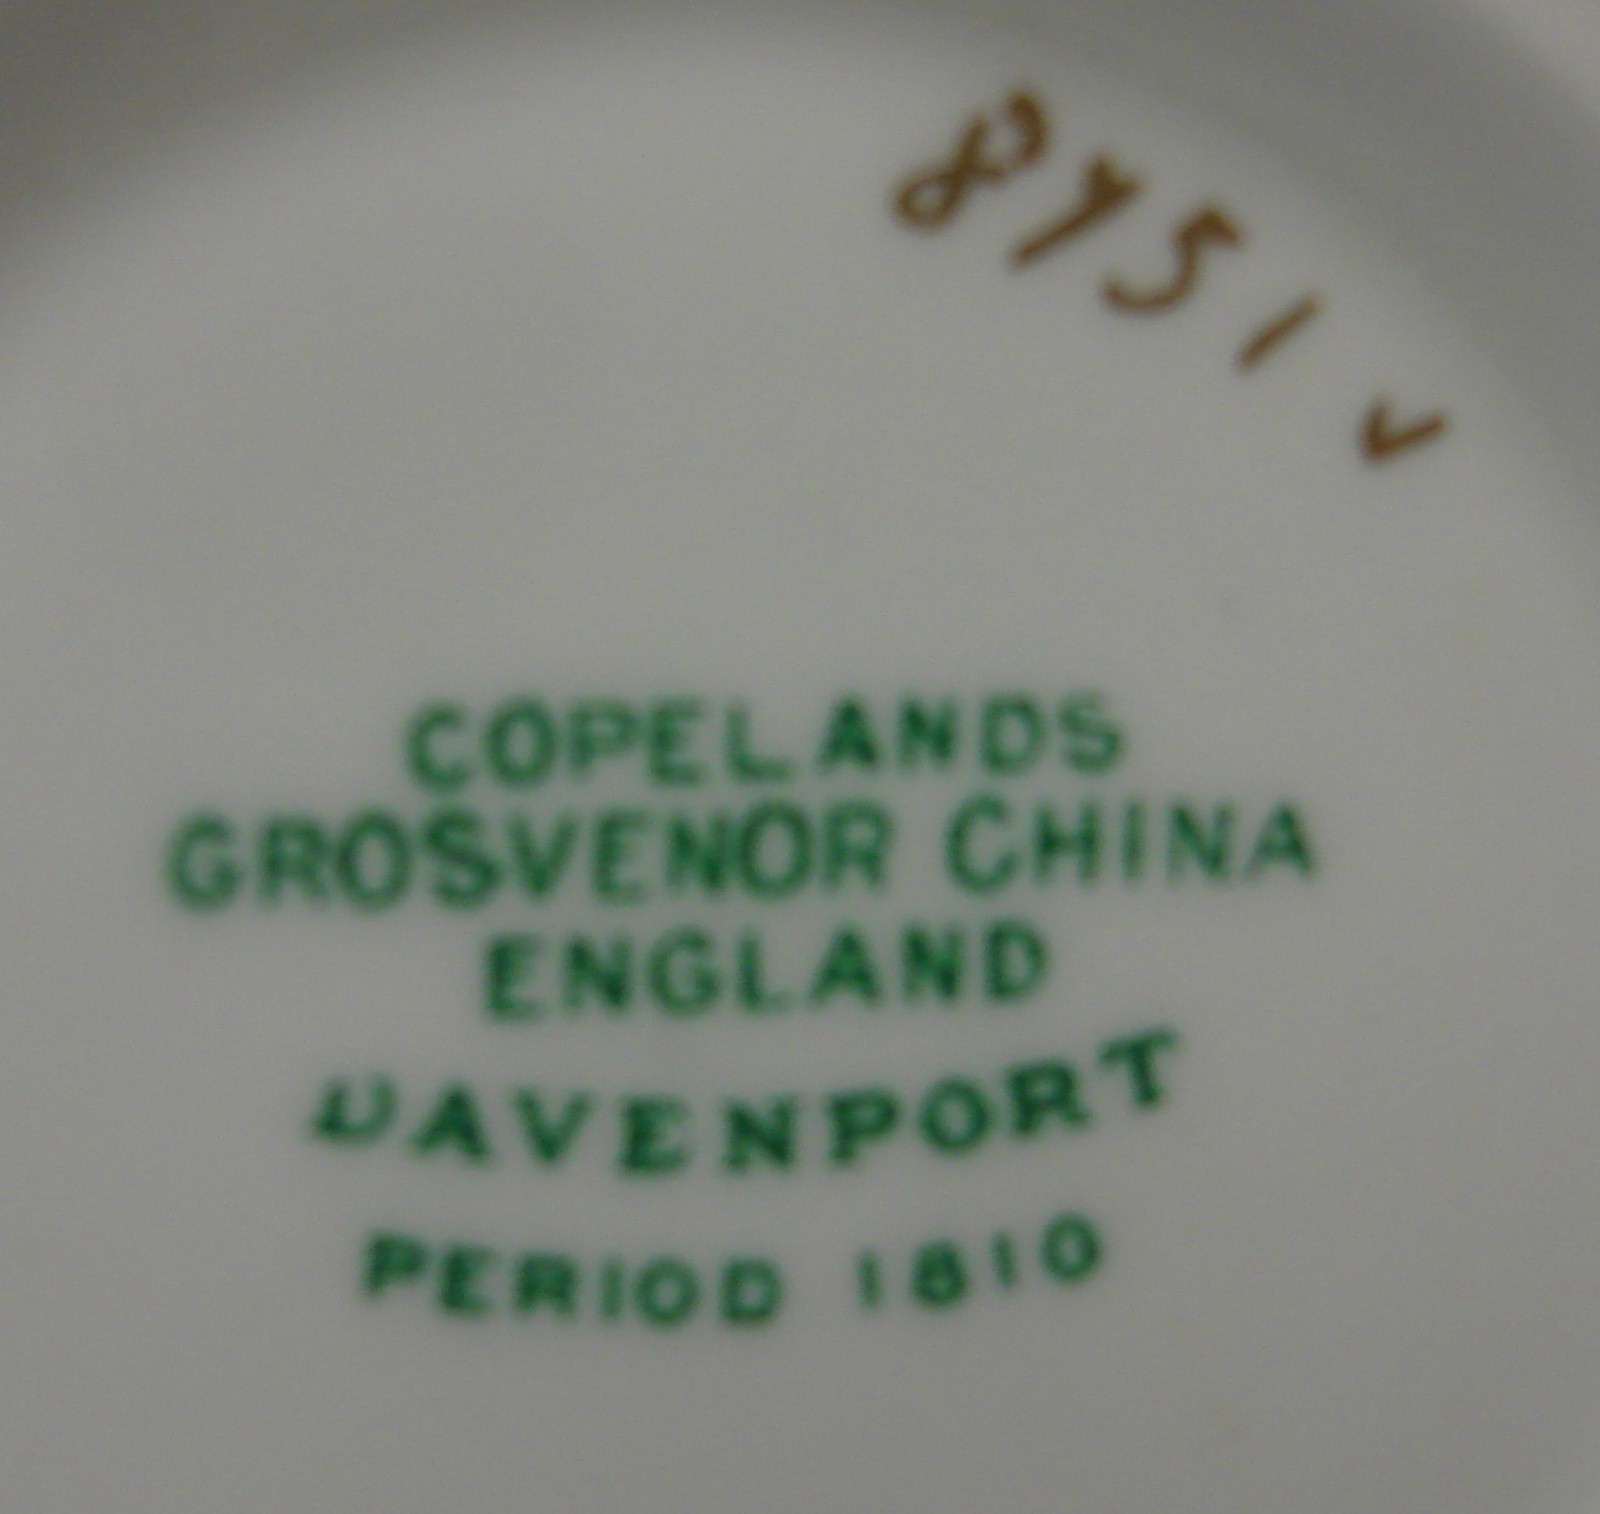 8751 V
COPELANDS
GROSVENOR CHINA
ENGLAND
DAVENPORT
PERIOD 1810